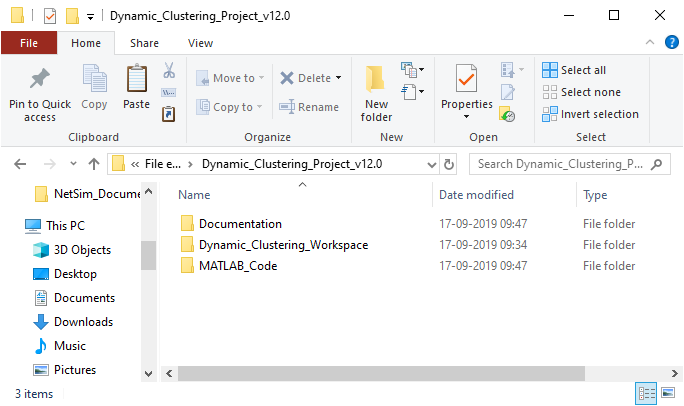 Dynamic_Clustering_Project_v12.0
File Home Share View
Pin to Quick access
Copy
Paste
Move to
Copy to
Delete
Rename
New folder
Properties
Select all
Select none
Invert selection
Clipboard Organize New Open Select
« File e... > Dynamic_Clustering_Project_v12.0
Search Dynamic_Clustering_P...
NetSim_Docume
This PC
3D Objects
Desktop
Documents
Downloads
Music
Pictures
Name Date modified Type
Documentation 17-09-2019 09:47 File folder
Dynamic_Clustering_Workspace 17-09-2019 09:34 File folder
MATLAB_Code 17-09-2019 09:47 File folder
3 items